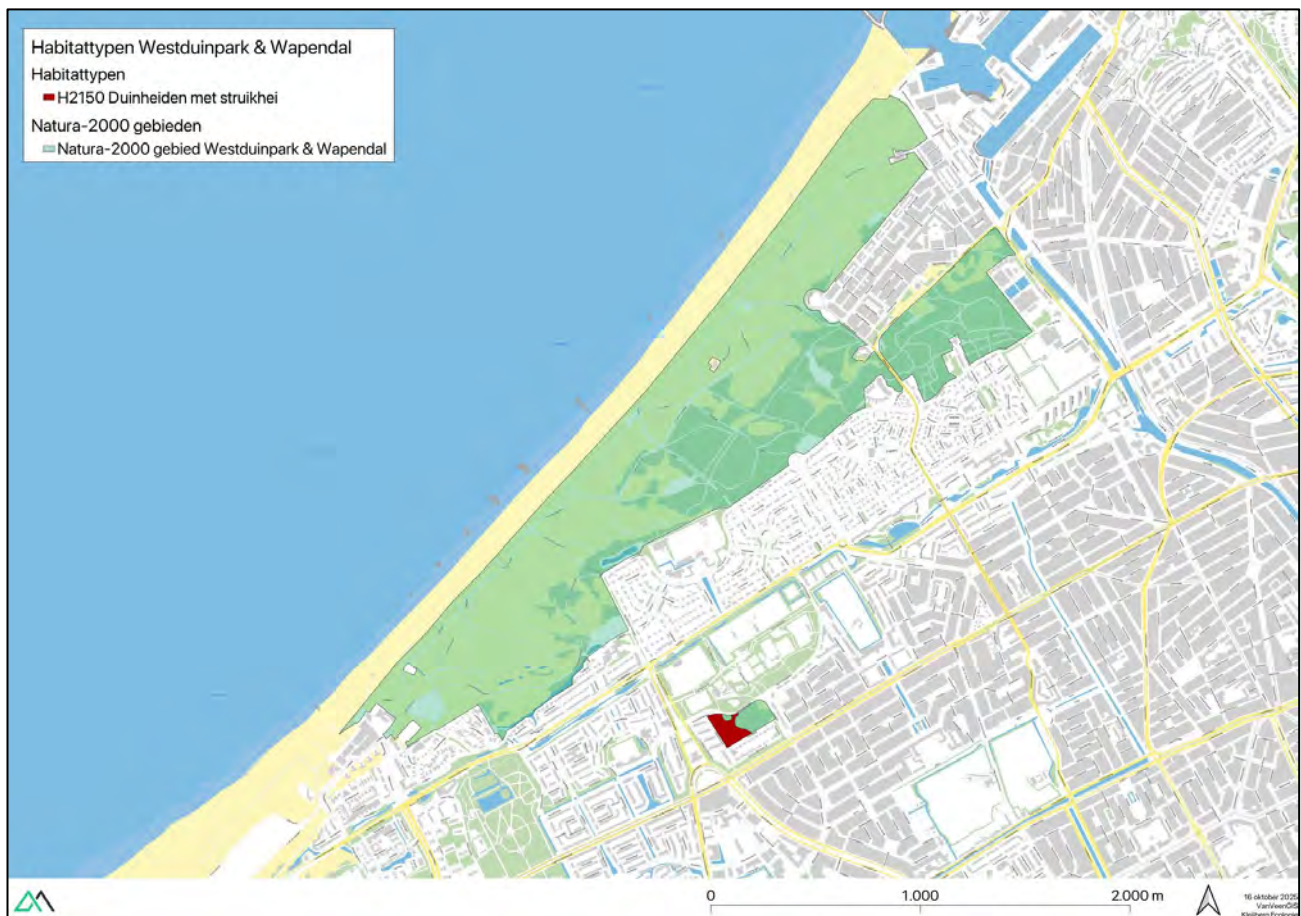 Habitattypen Westduinpark & Wapendal
Habitattypen
H2150 Duinheiden met struikhei
Natura-2000 gebieden
Natura-2000 gebied Westduinpark & Wapendal
0 1.000 2.000 m
16 oktober 2025
VanVeenGIS